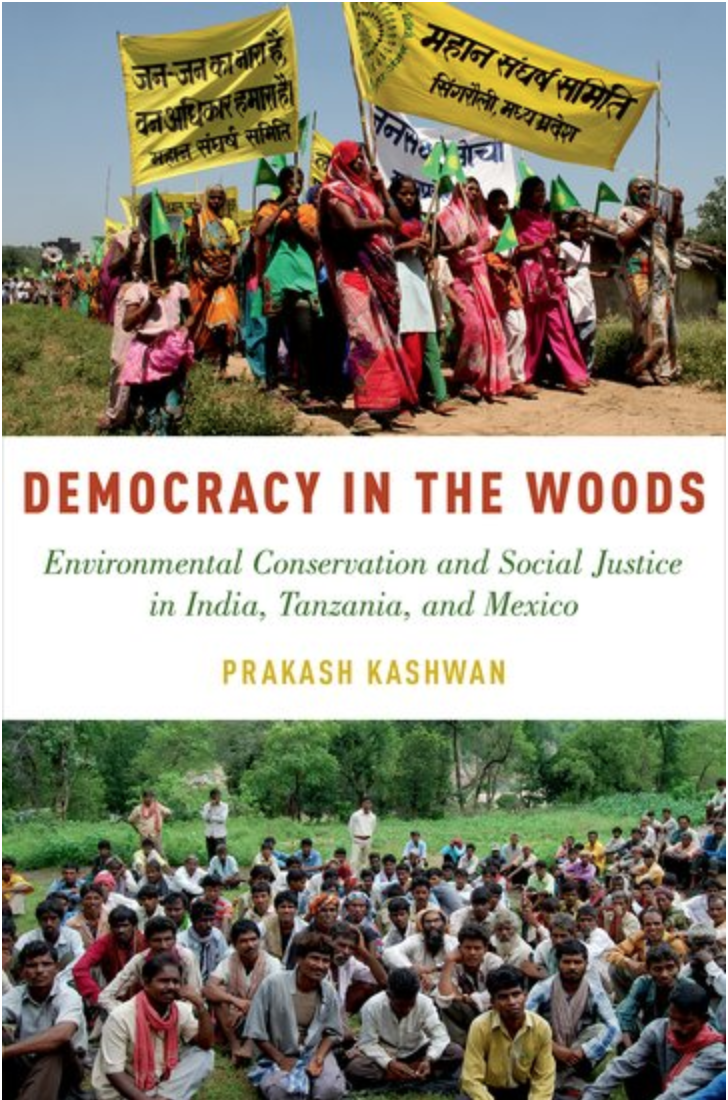 जन-जन का नारा है,
वन अधिकार हमारा है।
महान संघर्ष समिति
महान संघर्ष समिति
सिंगरौली, मध्य प्रदेश
DEMOCRACY IN THE WOODS
Environmental Conservation and Social Justice
in India, Tanzania, and Mexico
PRAKASH KASHWAN